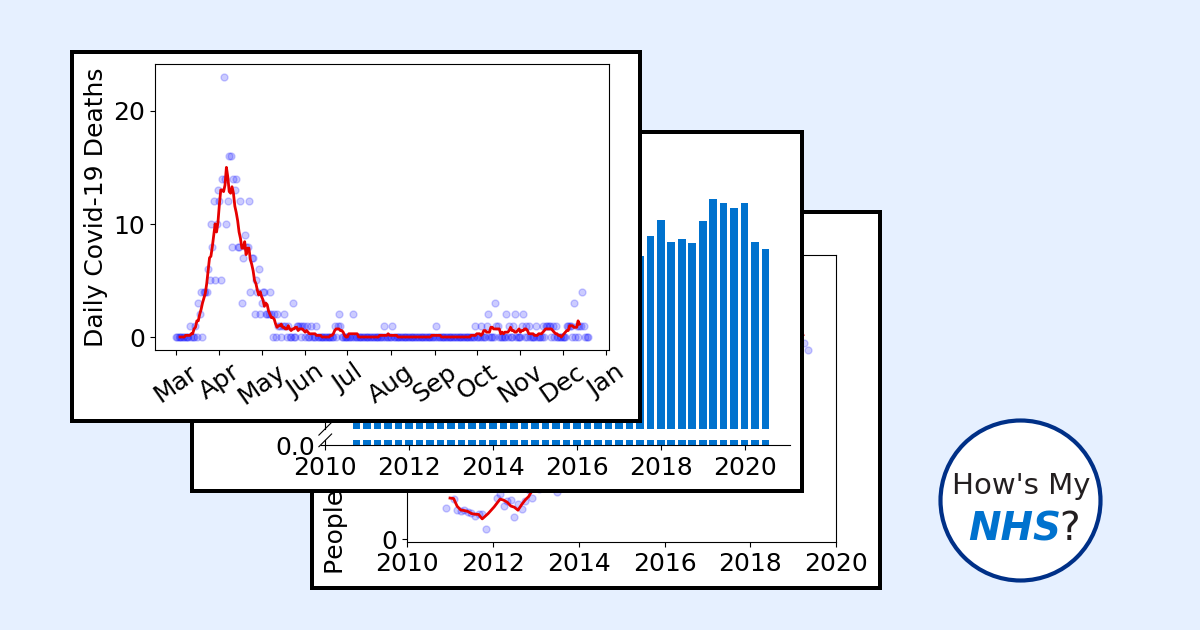 Daily Covid-19 Deaths
20
10
0
Mar Apr May Jun Jul Aug Sep Oct Nov Dec Jan
0.0
2010 2012 2014 2016 2018 2020
People
0
2010 2012 2014 2016 2018 2020
How's My
NHS?